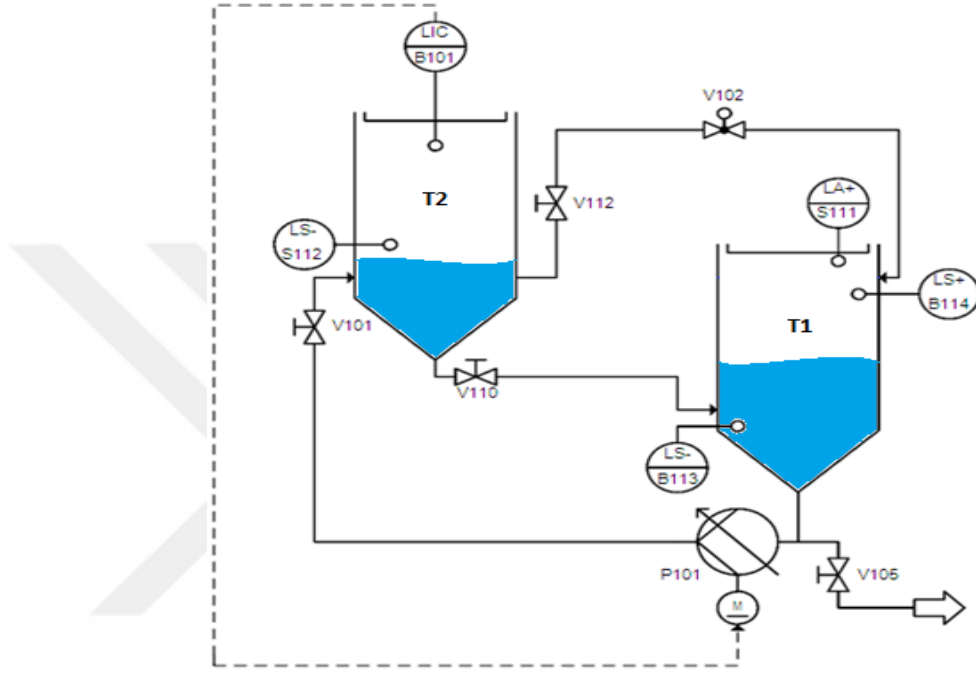 LIC
B101
V102
T2
LA+
S111
V112
LS-
S112
LS+
B114
V101
T1
V110
LS-
B113
P101
V105
M